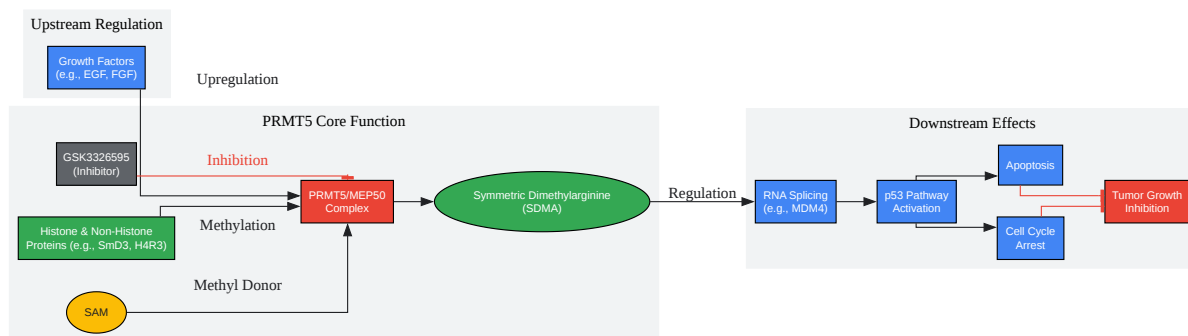 Upstream Regulation
Growth Factors
(e.g., EGF, FGF)
Upregulation
PRMT5 Core Function
GSK3326595
(Inhibitor)
Inhibition
PRMT5/MEP50
Complex
Histone & Non-Histone
Proteins (e.g., SmD3, H4R3)
Methylation
SAM
Methyl Donor
Symmetric Dimethylarginine
(SDMA)
Regulation
Downstream Effects
RNA Splicing
(e.g., MDM4)
p53 Pathway
Activation
Apoptosis
Cell Cycle
Arrest
Tumor Growth
Inhibition